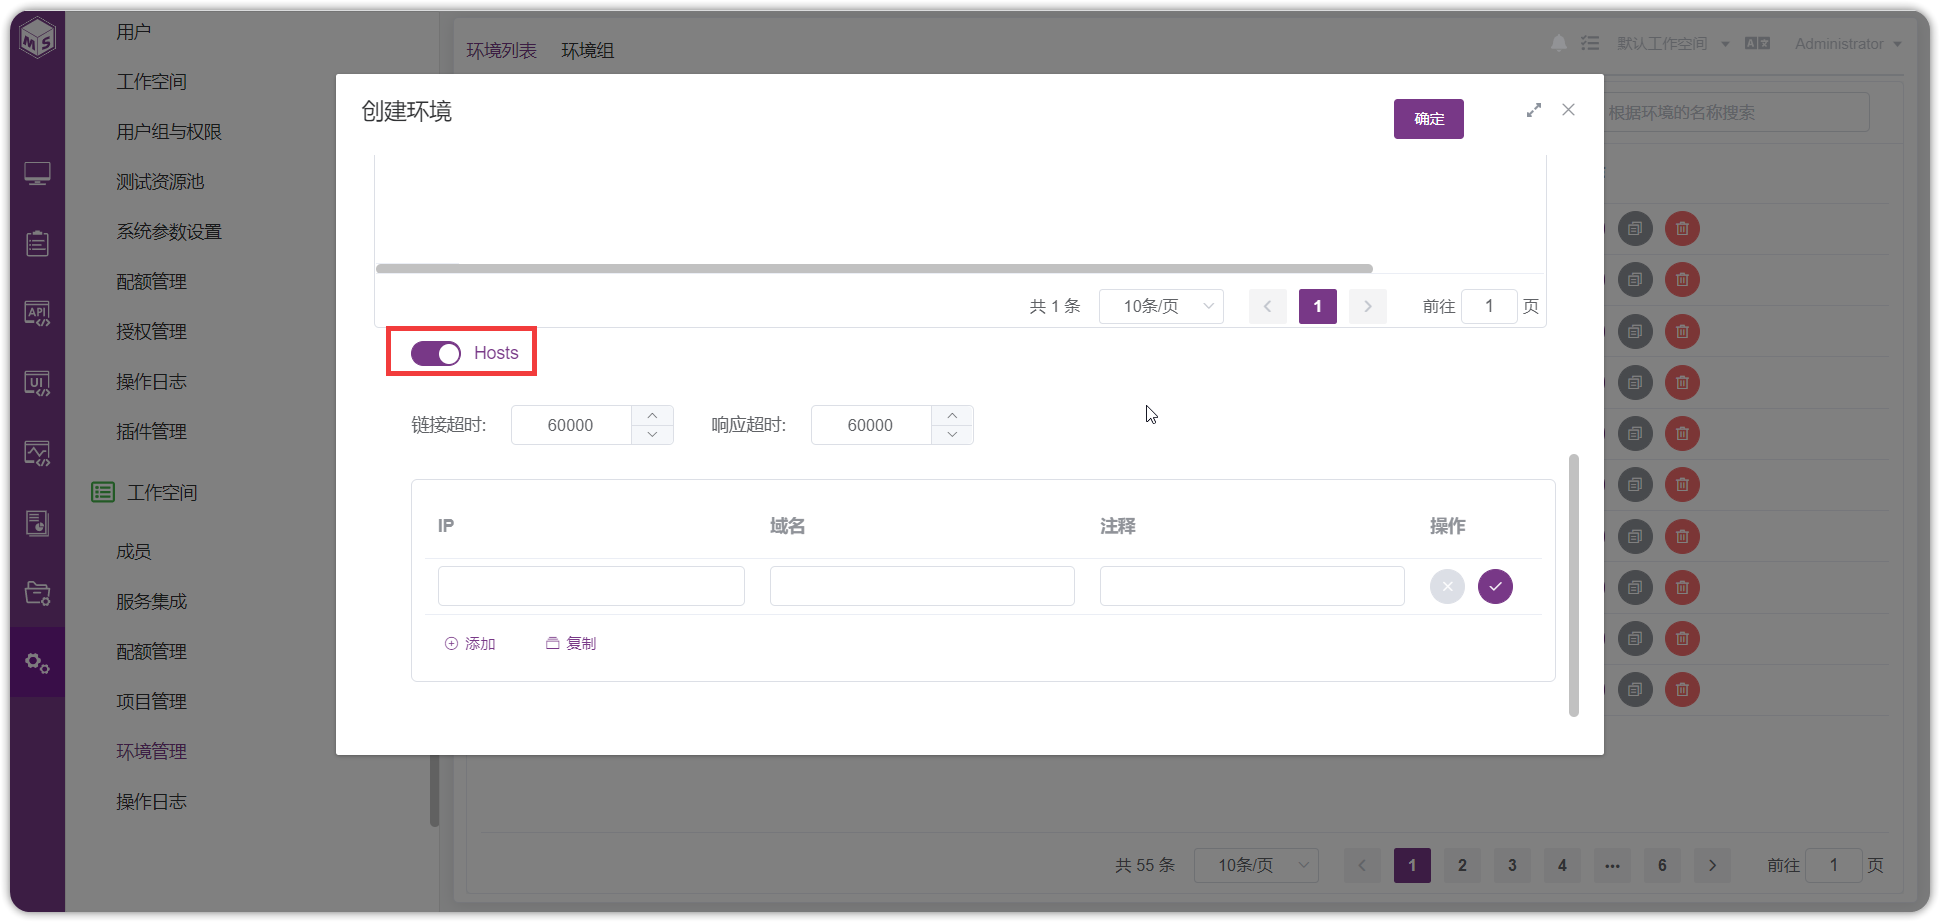 MS
API
UI
用户
工作空间
用户组与权限
测试资源池
系统参数设置
配额管理
授权管理
操作日志
插件管理
工作空间
成员
服务集成
配额管理
项目管理
环境管理
操作日志
环境列表 环境组
默认工作空间 Administrator
根据环境的名称搜索
创建环境 确定
共 1 条 10条/页 1 前往 1 页
Hosts
链接超时: 60000 响应超时: 60000
IP 域名 注释 操作
添加 复制
共 55 条 10条/页 1 2 3 4 ••• 6 前往 1 页